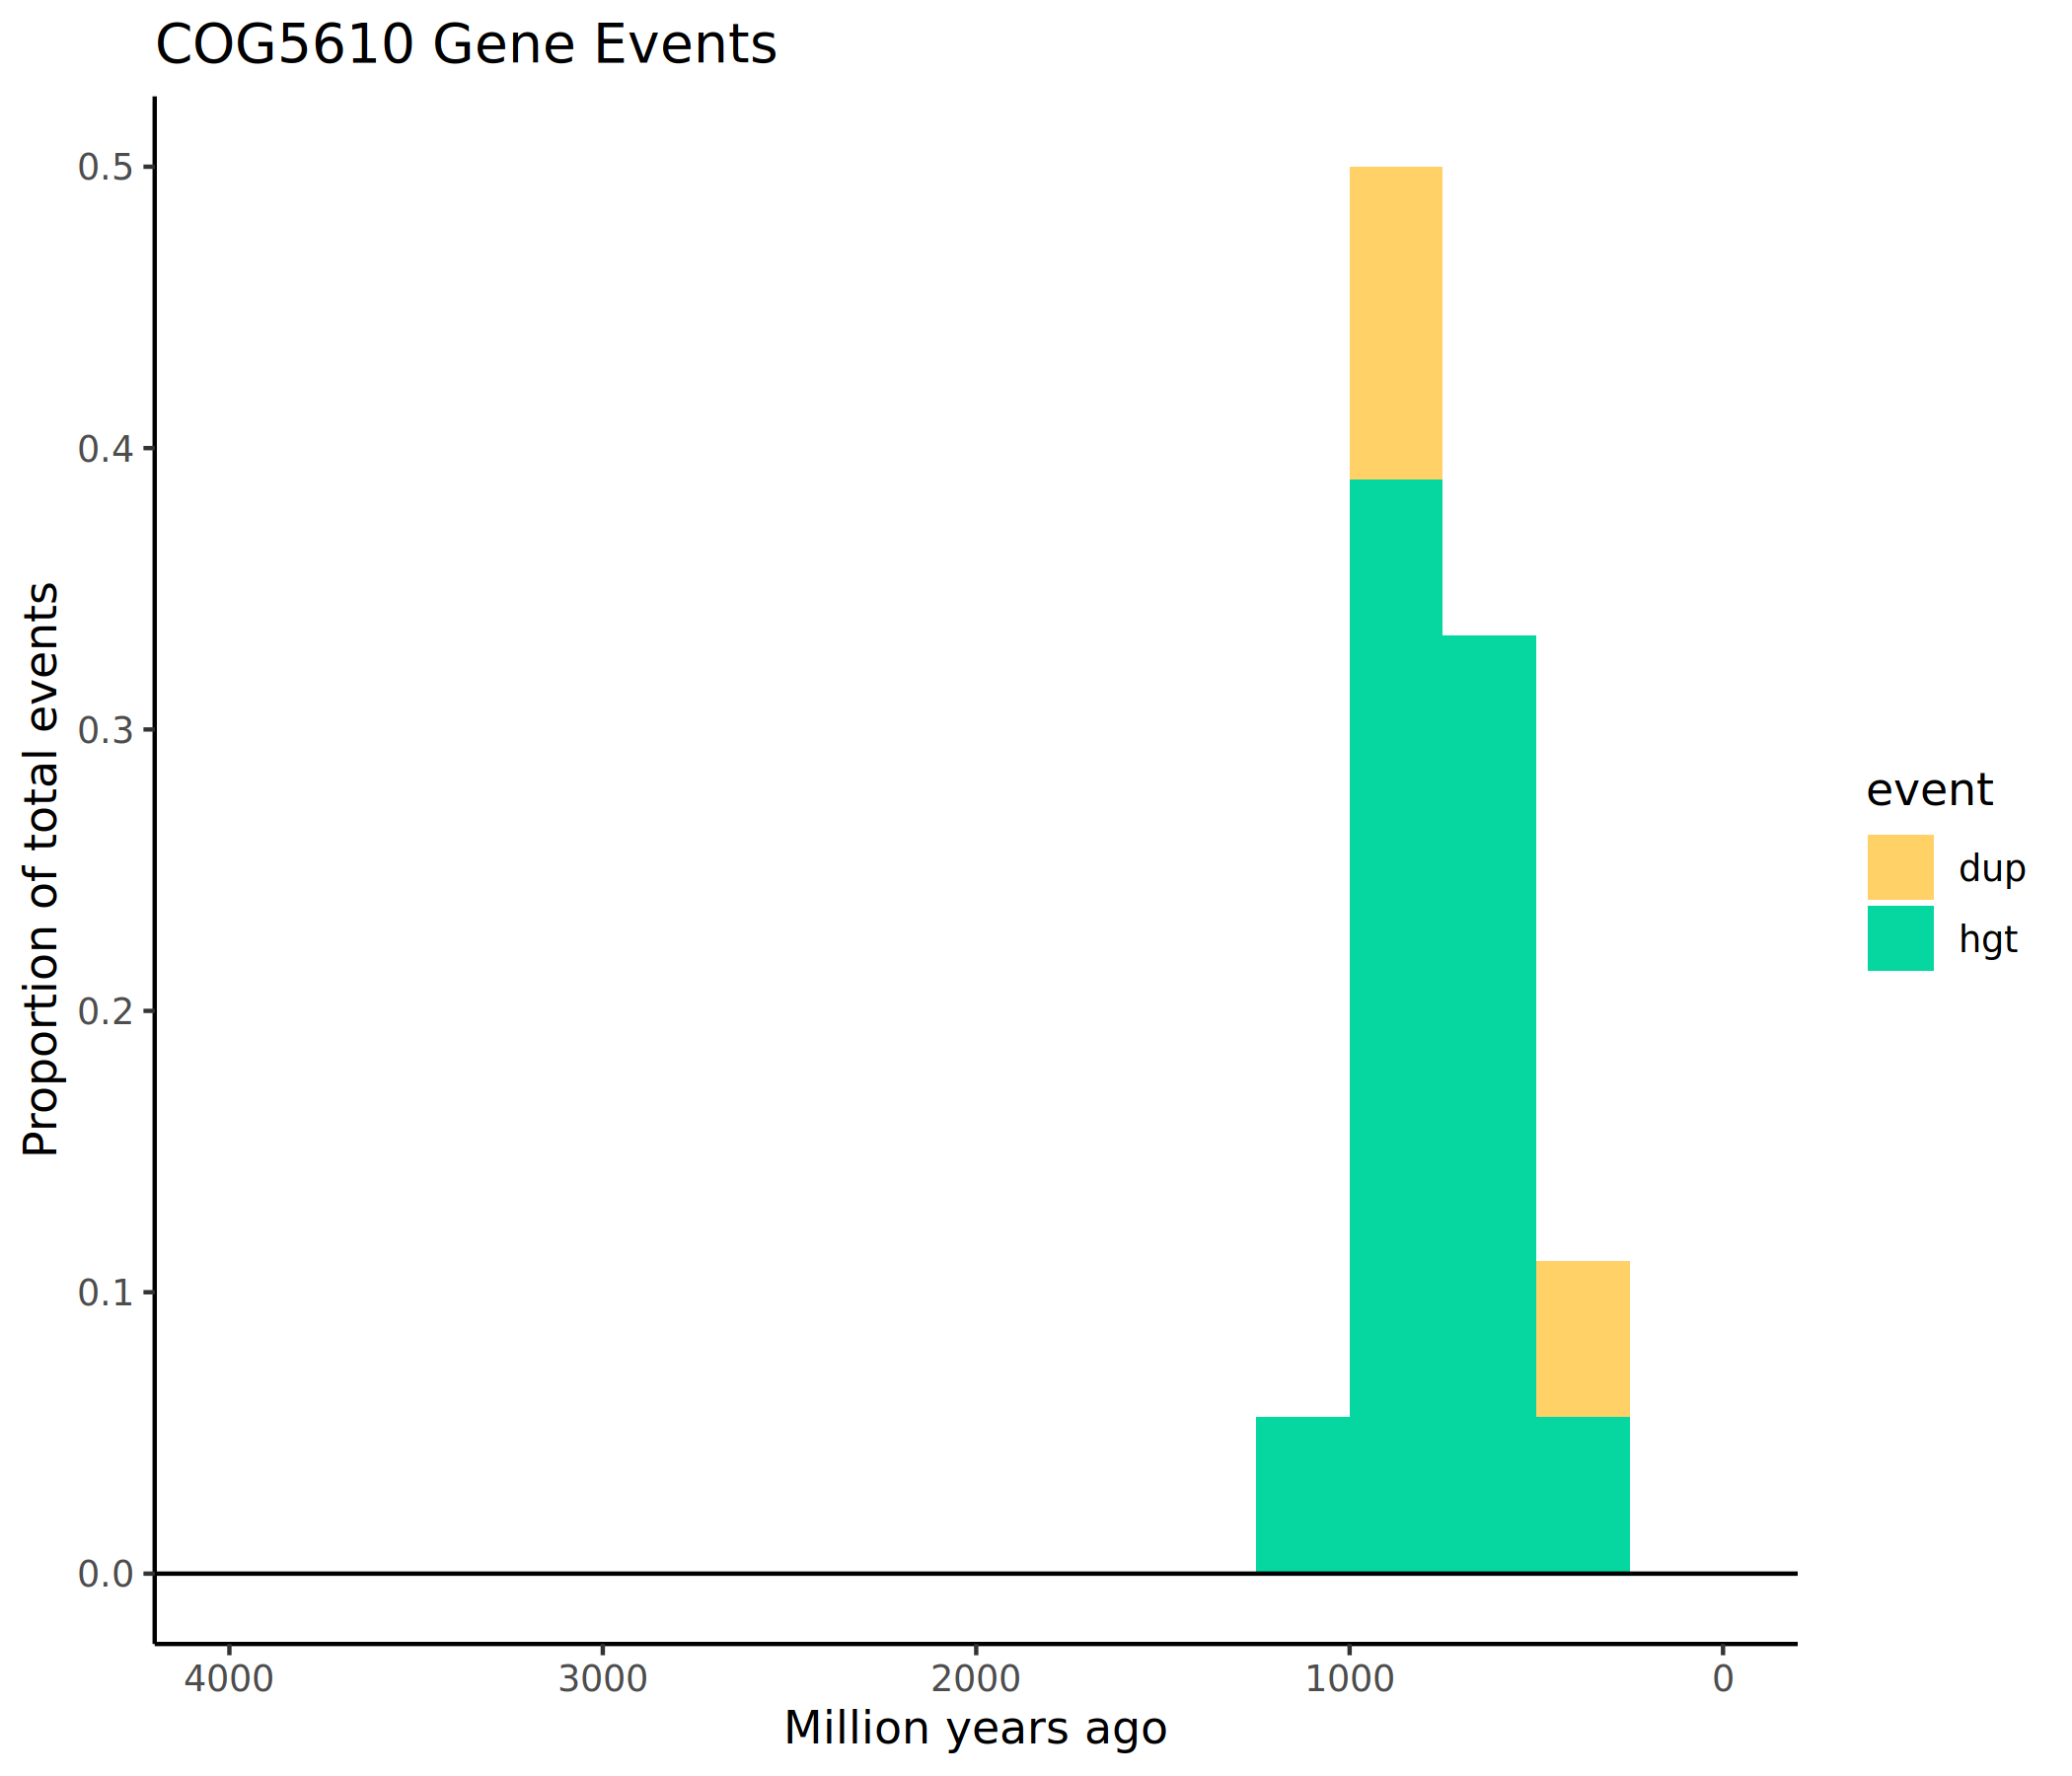 COG5610 Gene Events
0.5
0.4
0.3
0.2
0.1
0.0
Proportion of total events
4000 3000 2000 1000 0
Million years ago
event
dup
hgt